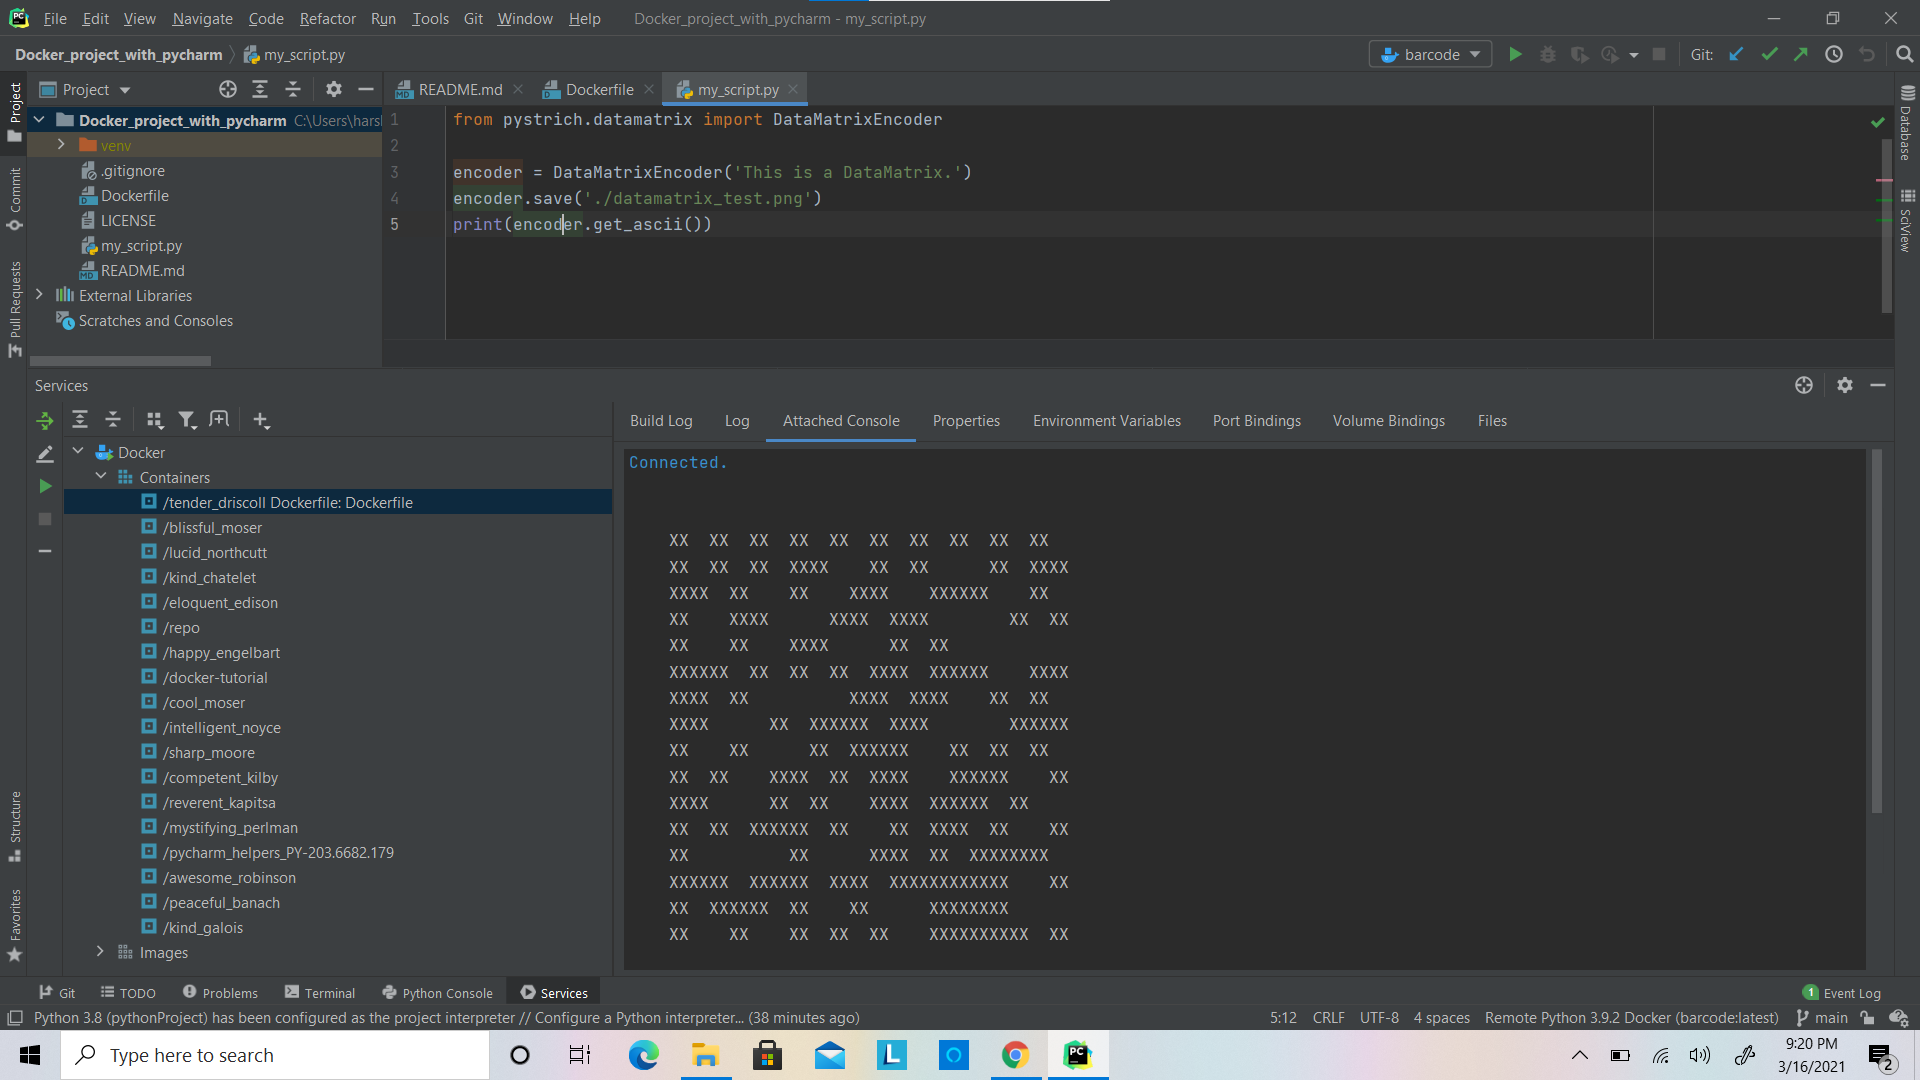 File Edit View Navigate Code Refactor Run Tools Git Window Help Docker_project_with_pycharm - my_script.py
Docker_project_with_pycharm my_script.py barcode Git:
Project
README.md Dockerfile my_script.py
Docker_project_with_pycharm C:\Users\harsl
venv
.gitignore
Dockerfile
LICENSE
my_script.py
README.md
External Libraries
Scratches and Consoles
1 from pystrich.datamatrix import DataMatrixEncoder
2
3 encoder = DataMatrixEncoder('This is a DataMatrix.')
4 encoder.save('./datamatrix_test.png')
5 print(encoder.get_ascii())
Project
Commit
Pull Requests
Structure
Favorites
Database
SciView
Services
Build Log Log Attached Console Properties Environment Variables Port Bindings Volume Bindings Files
Docker
Containers
/tender_driscoll Dockerfile: Dockerfile
/blissful_moser
/lucid_northcutt
/kind_chatelet
/eloquent_edison
/repo
/happy_engelbart
/docker-tutorial
/cool_moser
/intelligent_noyce
/sharp_moore
/competent_kilby
/reverent_kapitsa
/mystifying_perlman
/pycharm_helpers_PY-203.6682.179
/awesome_robinson
/peaceful_banach
/kind_galois
Images
Connected.
XX  XX  XX  XX  XX  XX  XX  XX  XX  XX
XX  XX  XX  XXXX    XX  XX      XX  XXXX
XXXX  XX    XX    XXXX    XXXXXX    XX
XX    XXXX      XXXX  XXXX        XX  XX
XX    XX    XXXX      XX  XX
XXXXXX  XX  XX  XX  XXXX  XXXXXX    XXXX
XXXX  XX          XXXX  XXXX    XX  XX
XXXX      XX  XXXXXX  XXXX        XXXXXX
XX    XX      XX  XXXXXX    XX  XX  XX
XX  XX    XXXX  XX  XXXX    XXXXXX    XX
XXXX      XX  XX    XXXX  XXXXXX  XX
XX  XX  XXXXXX  XX    XX  XXXX  XX    XX
XX          XX      XXXX  XX  XXXXXXXX
XXXXXX  XXXXXX  XXXX  XXXXXXXXXXXX    XX
XX  XXXXXX  XX    XX      XXXXXXXX
XX    XX    XX  XX  XX    XXXXXXXXXX  XX
Git TODO Problems Terminal Python Console Services 1 Event Log
Python 3.8 (pythonProject) has been configured as the project interpreter // Configure a Python interpreter... (38 minutes ago) 5:12 CRLF UTF-8 4 spaces Remote Python 3.9.2 Docker (barcode:latest) main
Type here to search
9:20 PM
3/16/2021
2